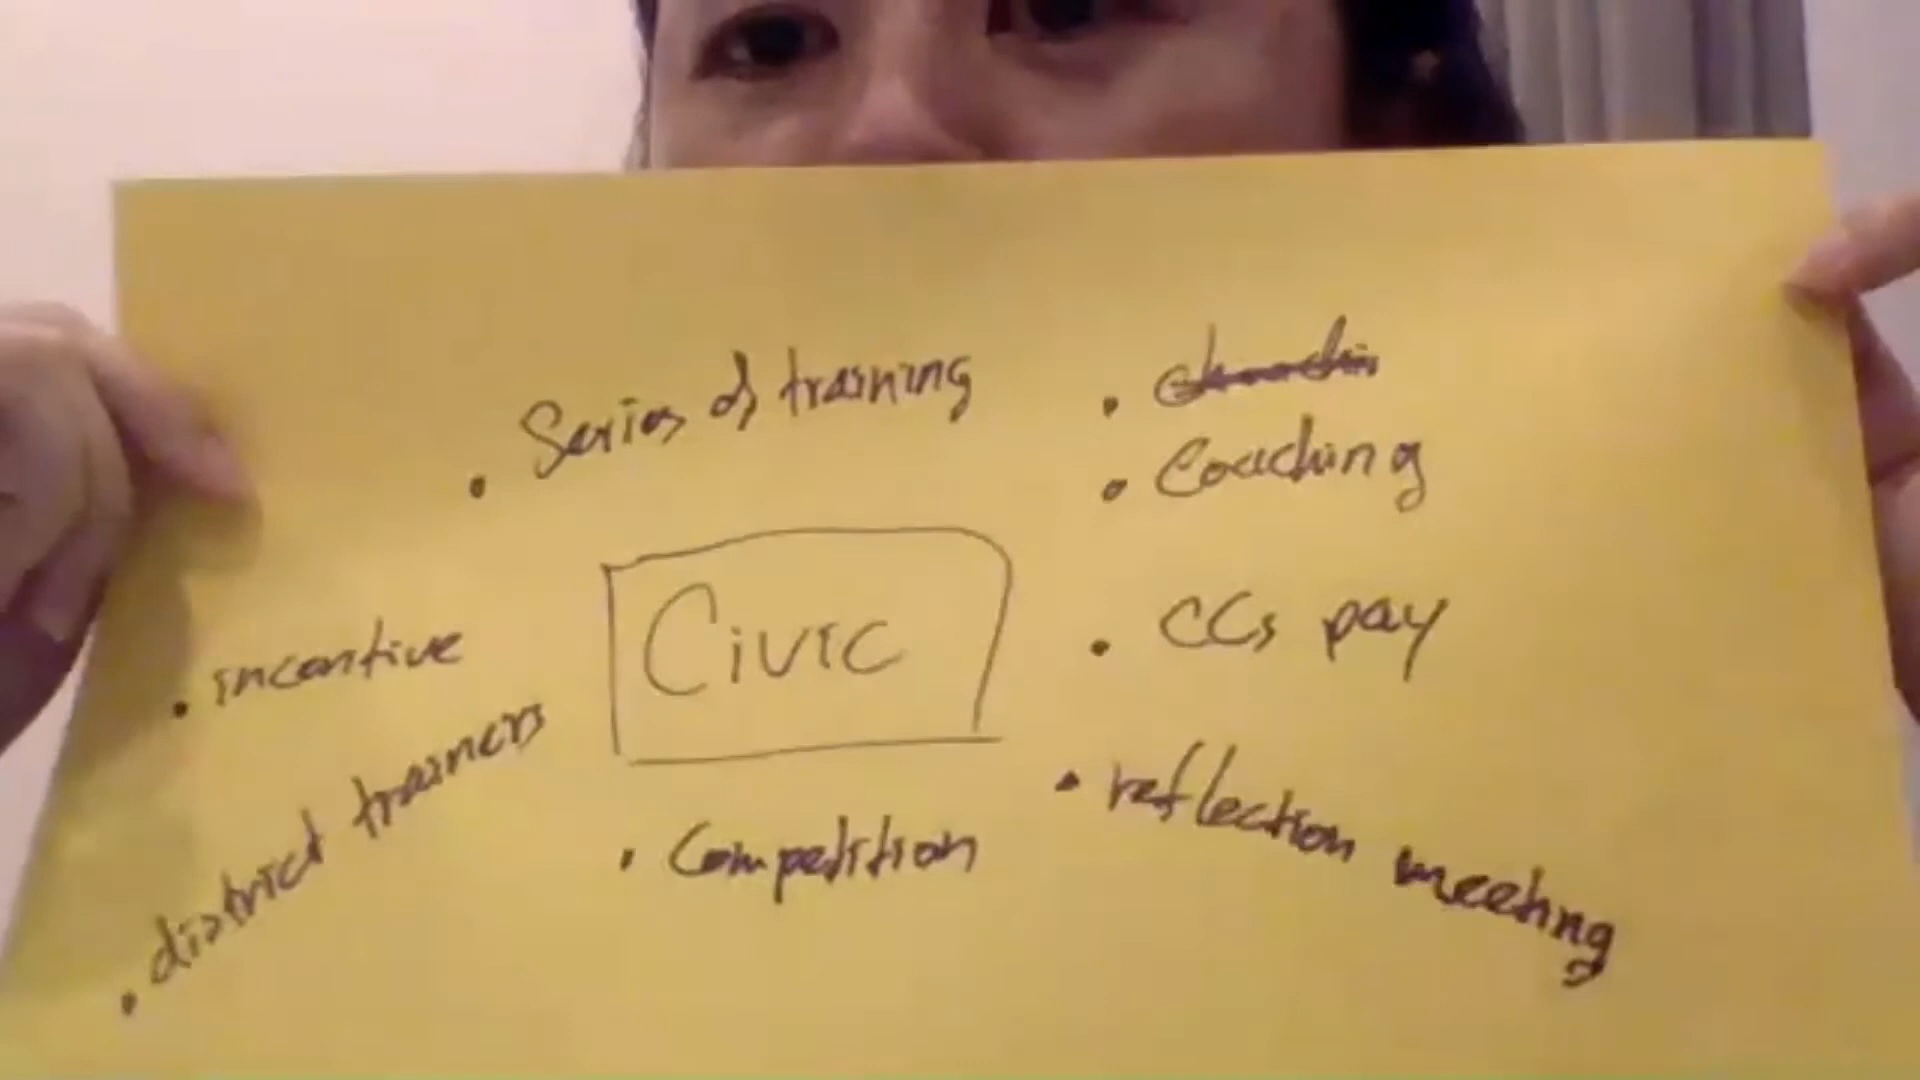 • Series of training
• Coaching
• incentive
Civic
• CCs pay
• district trainers
• Competition
• reflection meeting